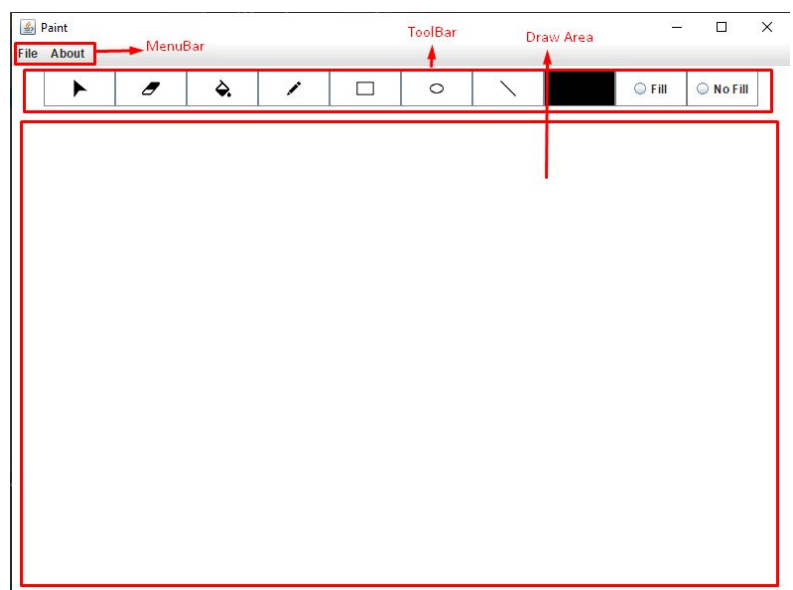 Paint
File About
MenuBar
ToolBar
Draw Area
Fill
No Fill